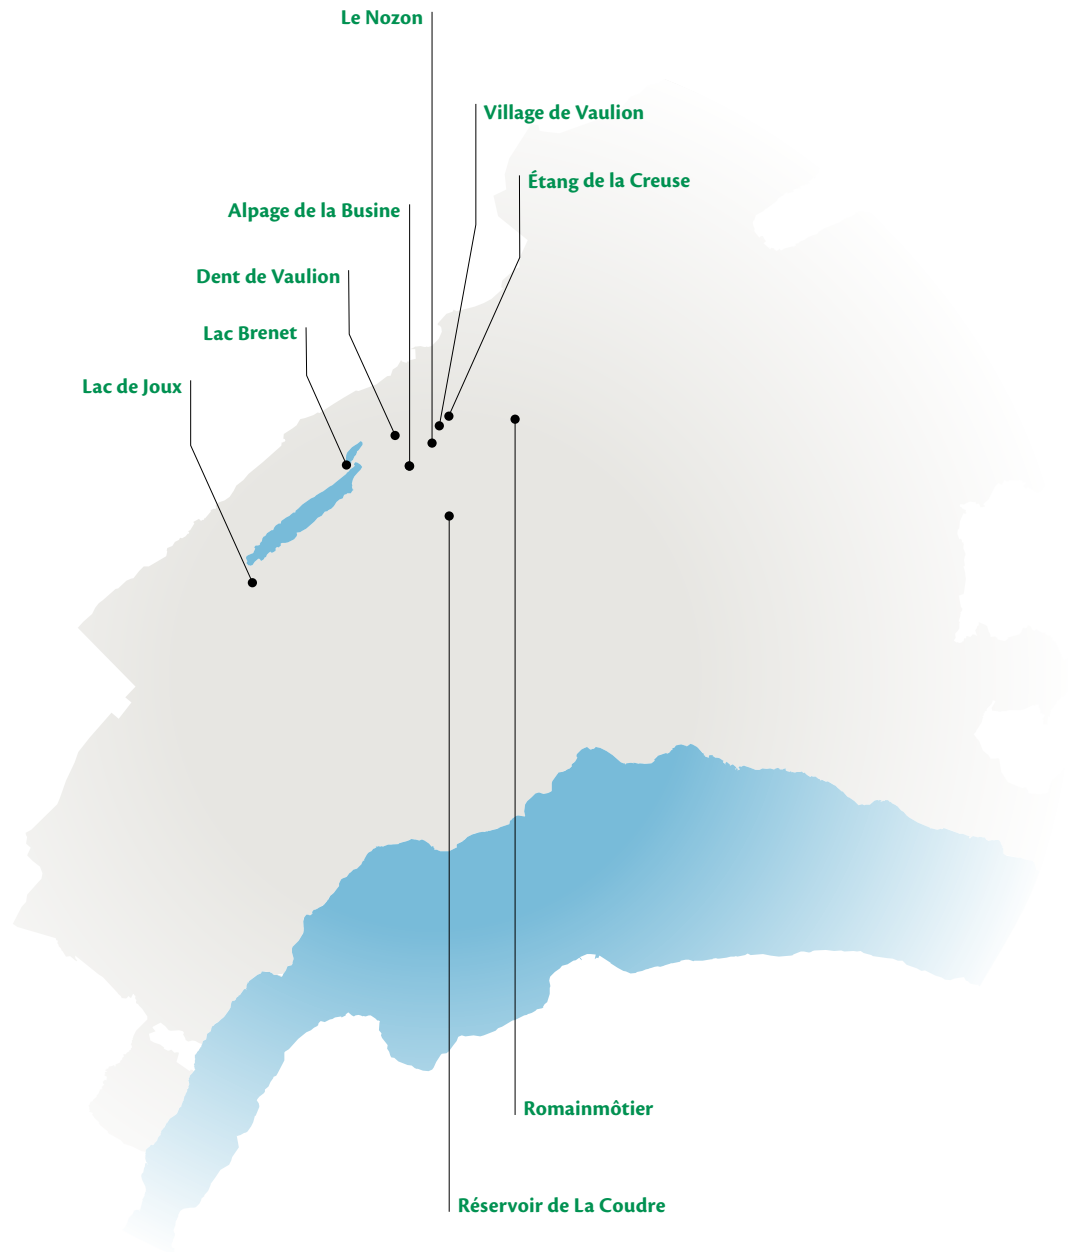 Le Nozon
Village de Vaulion
Étang de la Creuse
Alpage de la Busine
Dent de Vaulion
Lac Brenet
Lac de Joux
Romainmôtier
Réservoir de La Coudre